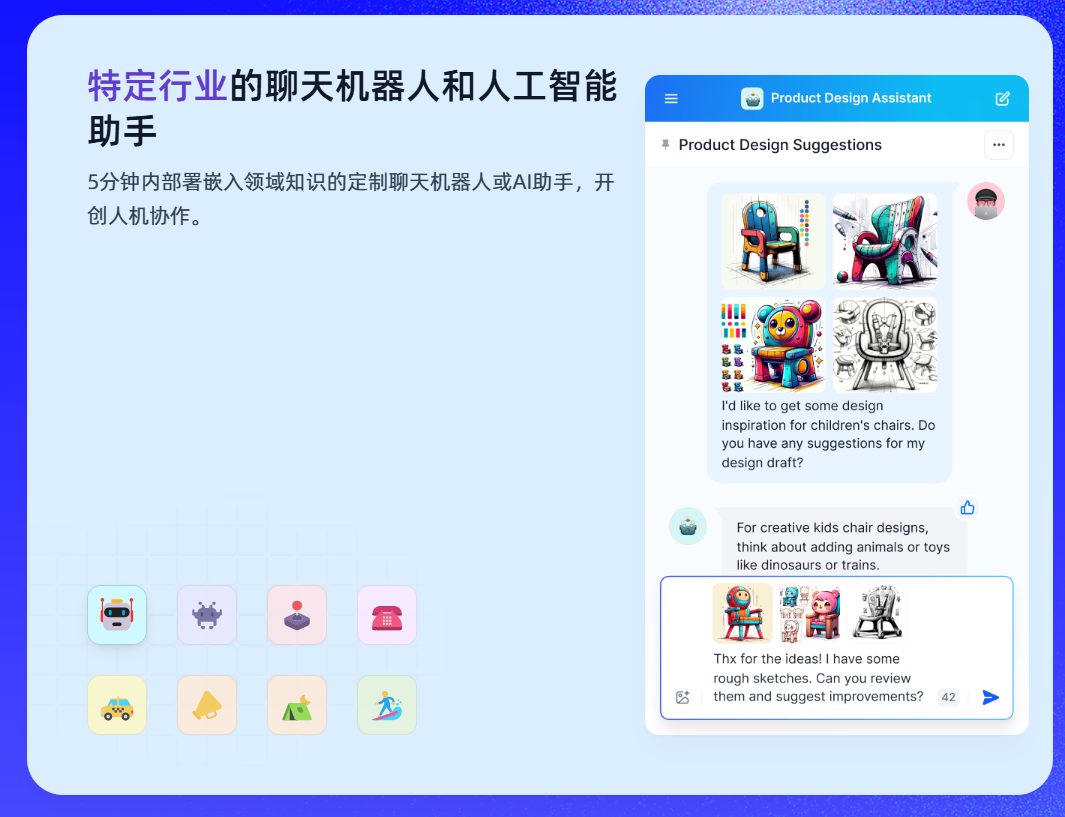 特定行业的聊天机器人和人工智能
助手
5分钟内部署嵌入领域知识的定制聊天机器人或AI助手，开
创人机协作。
Product Design Assistant
Product Design Suggestions
I'd like to get some design
inspiration for children's chairs. Do
you have any suggestions for my
design draft?
For creative kids chair designs,
think about adding animals or toys
like dinosaurs or trains.
Thx for the ideas! I have some
rough sketches. Can you review
them and suggest improvements?
42